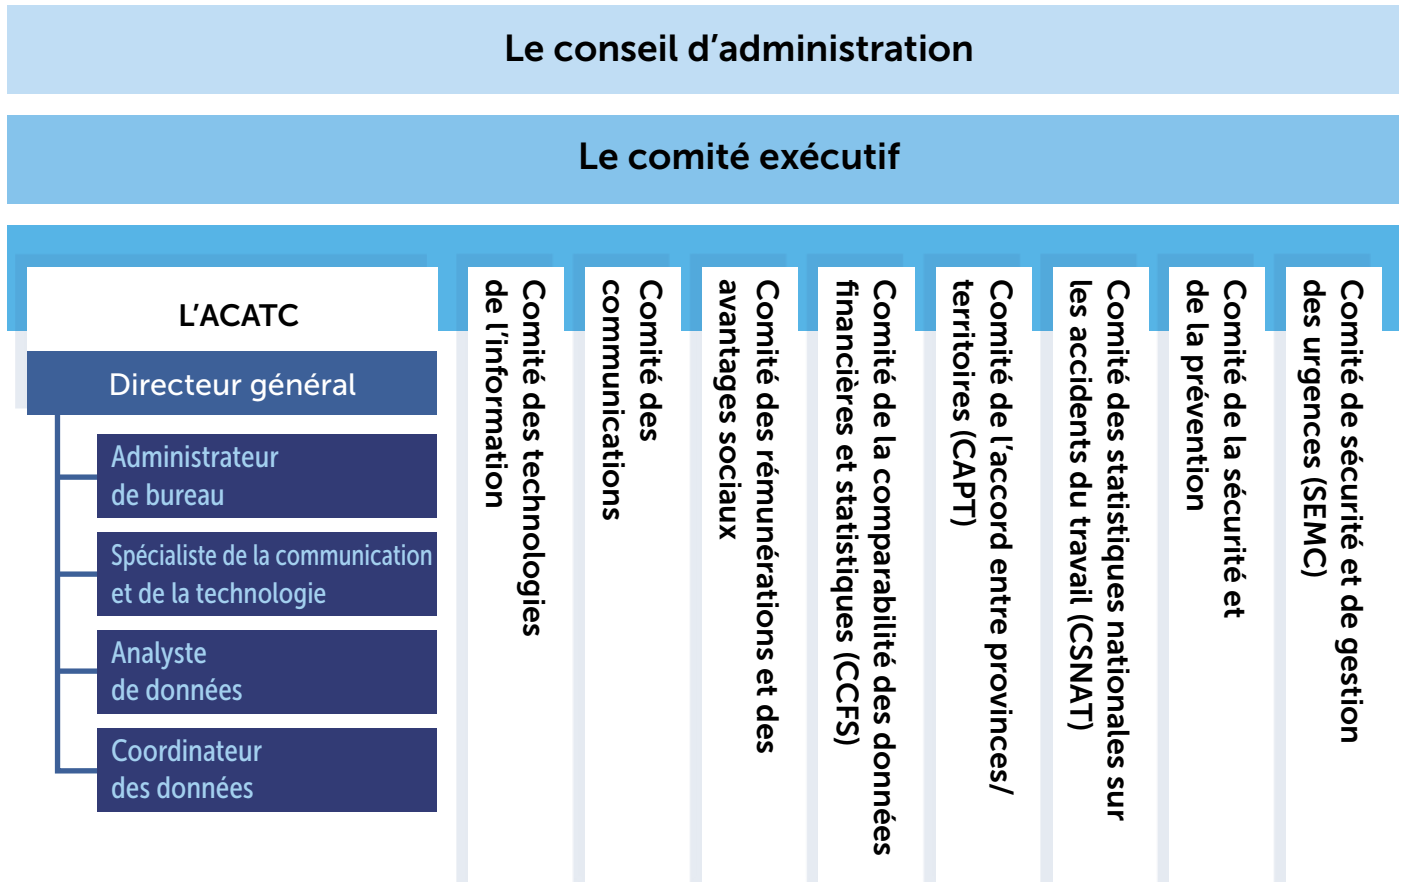 Le conseil d’administration
Le comité exécutif
L’ACATC
Directeur général
Administrateur
de bureau
Spécialiste de la communication
et de la technologie
Analyste
de données
Coordinateur
des données
Comité des technologies
de l’information
Comité des
communications
Comité des rémunérations et des
avantages sociaux
Comité de la comparabilité des données
financières et statistiques (CCFS)
Comité de l’accord entre provinces/
territoires (CAPT)
Comité des statistiques nationales sur
les accidents du travail (CSNAT)
Comité de la sécurité et
de la prévention
Comité de sécurité et de gestion
des urgences (SEMC)